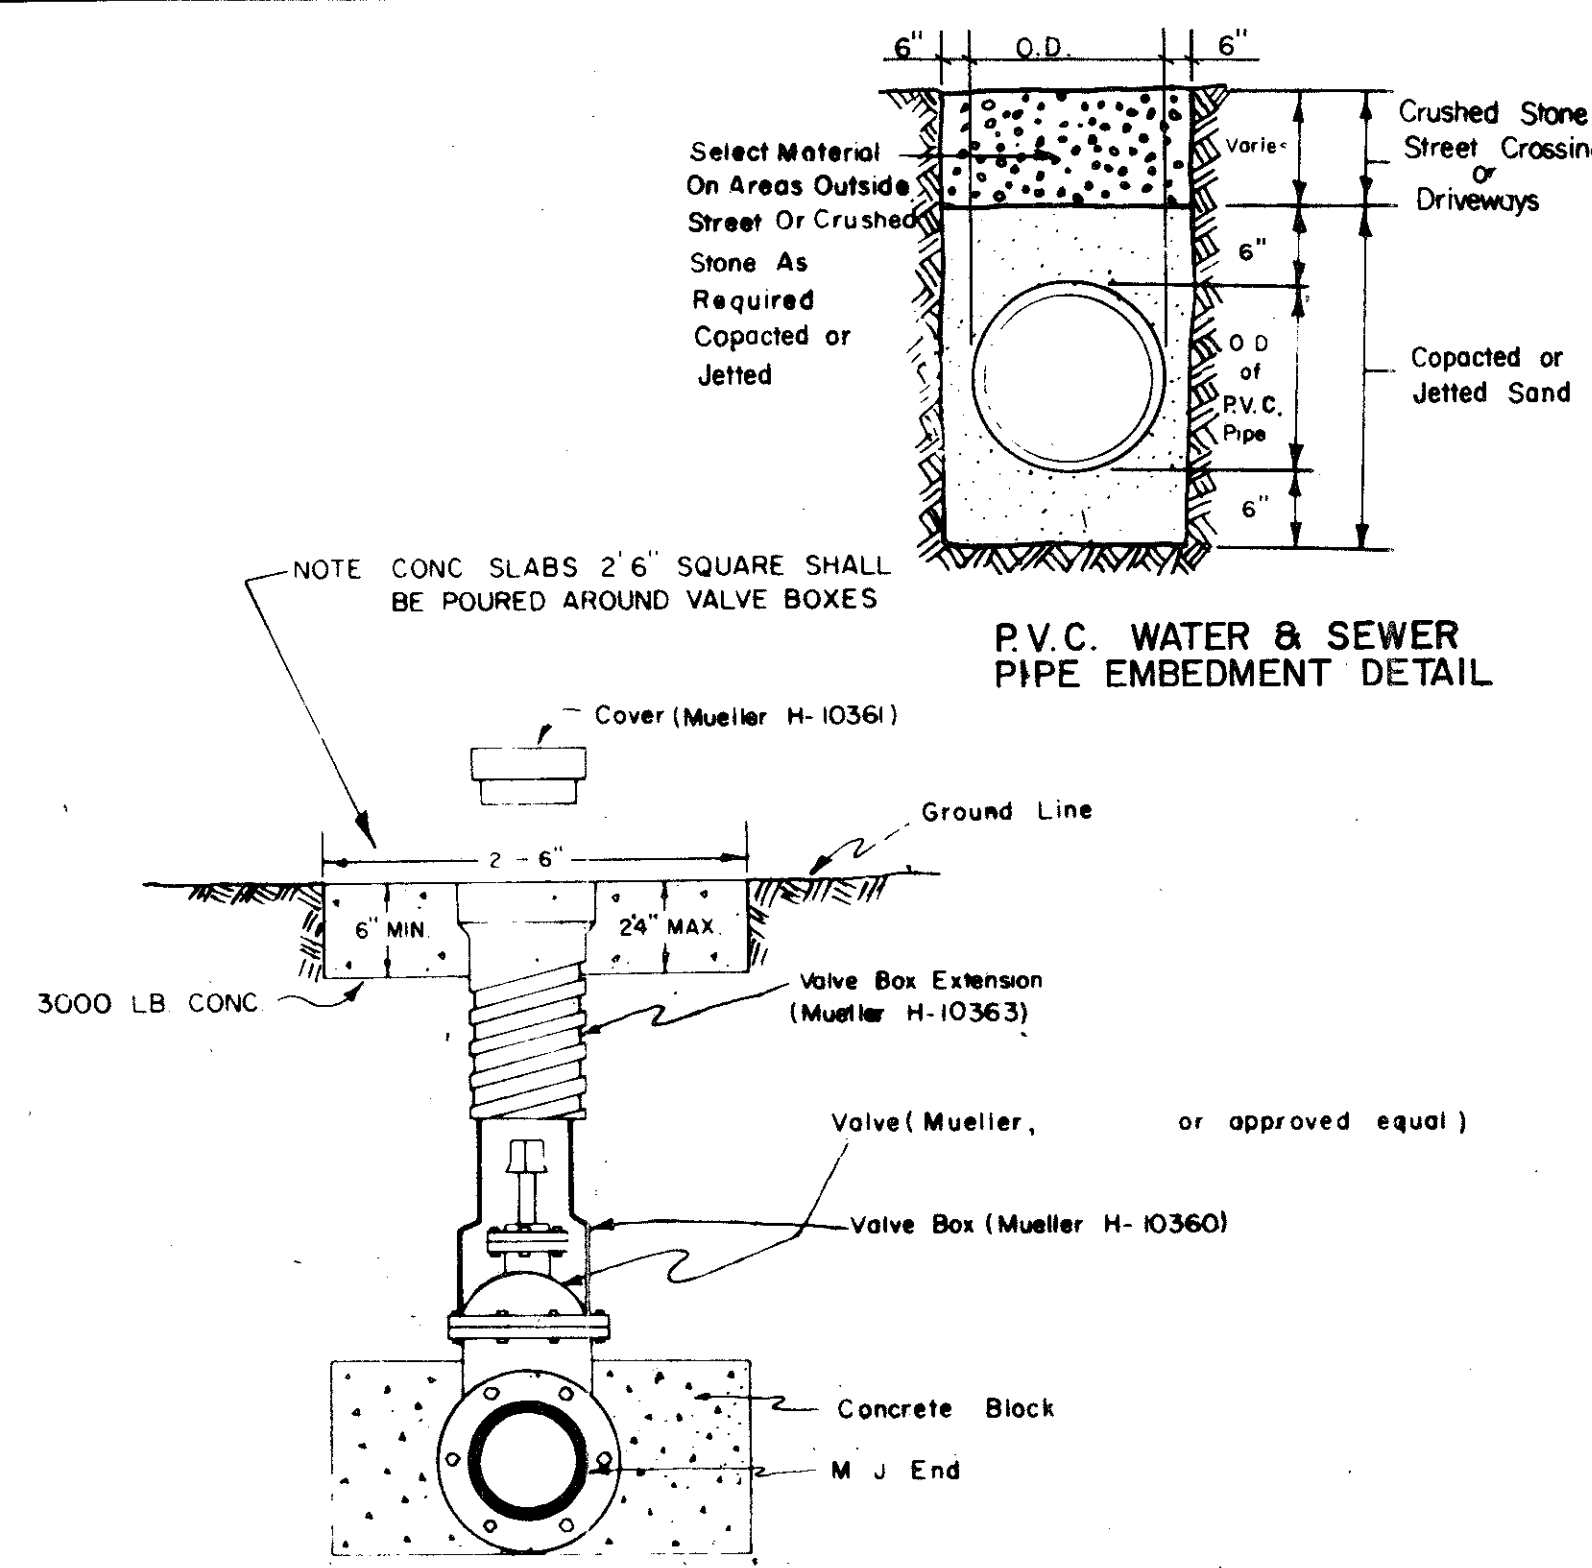 6" O.D. 6"
Select Material
On Areas Outside
Street Or Crushed
Stone As
Required
Copacted or
Jetted
Varies
Crushed Stone
Street Crossin
or
Driveways
6"
O D
of
P.V.C.
Pipe
6"
Copacted or
Jetted Sand
P.V.C. WATER & SEWER
PIPE EMBEDMENT DETAIL
NOTE CONC SLABS 2'6" SQUARE SHALL
BE POURED AROUND VALVE BOXES
Cover (Mueller H-10361)
Ground Line
2-6"
6" MIN.
24" MAX.
3000 LB. CONC.
Valve Box Extension
(Mueller H-10363)
Valve (Mueller, or approved equal)
Valve Box (Mueller H-10360)
Concrete Block
M J End